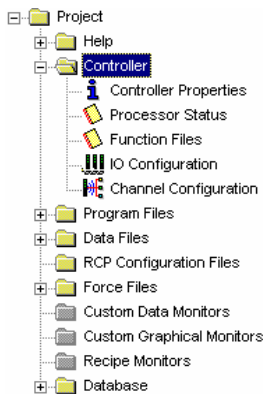 Project
Help
Controller
Controller Properties
Processor Status
Function Files
IO Configuration
Channel Configuration
Program Files
Data Files
RCP Configuration Files
Force Files
Custom Data Monitors
Custom Graphical Monitors
Recipe Monitors
Database